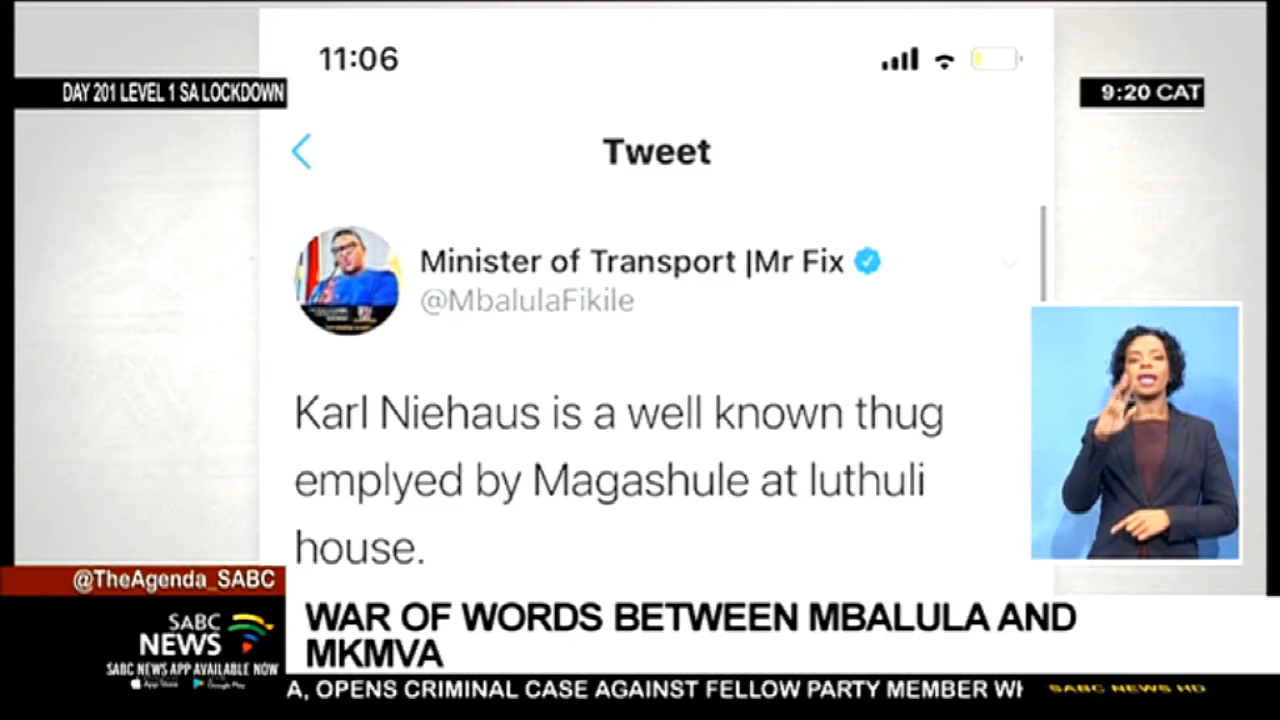 11:06
DAY 201 LEVEL 1 SA LOCKDOWN
9:20 CAT
Tweet
Minister of Transport |Mr Fix
@MbalulaFikile
Karl Niehaus is a well known thug
emplyed by Magashule at luthuli
house.
@TheAgenda_SABC
SABC
NEWS
SABC NEWS APP AVAILABLE NOW
App Store Google Play
WAR OF WORDS BETWEEN MBALULA AND
MKMVA
A, OPENS CRIMINAL CASE AGAINST FELLOW PARTY MEMBER
SABC NEWS HD